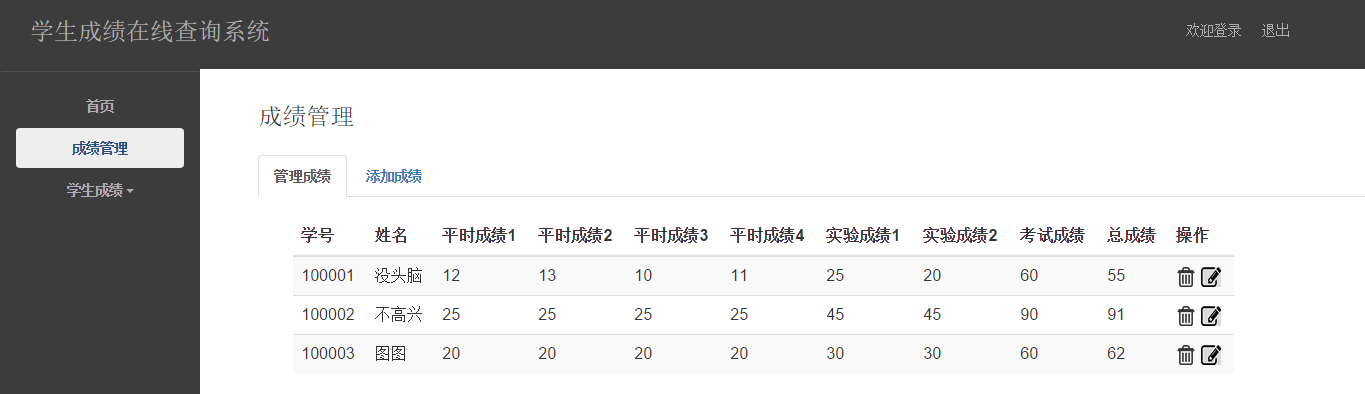 学生成绩在线查询系统 欢迎登录 退出
首页
成绩管理
学生成绩
成绩管理
管理成绩 添加成绩
学号 姓名 平时成绩1 平时成绩2 平时成绩3 平时成绩4 实验成绩1 实验成绩2 考试成绩 总成绩 操作
100001 没头脑 12 13 10 11 25 20 60 55
100002 不高兴 25 25 25 25 45 45 90 91
100003 图图 20 20 20 20 30 30 60 62